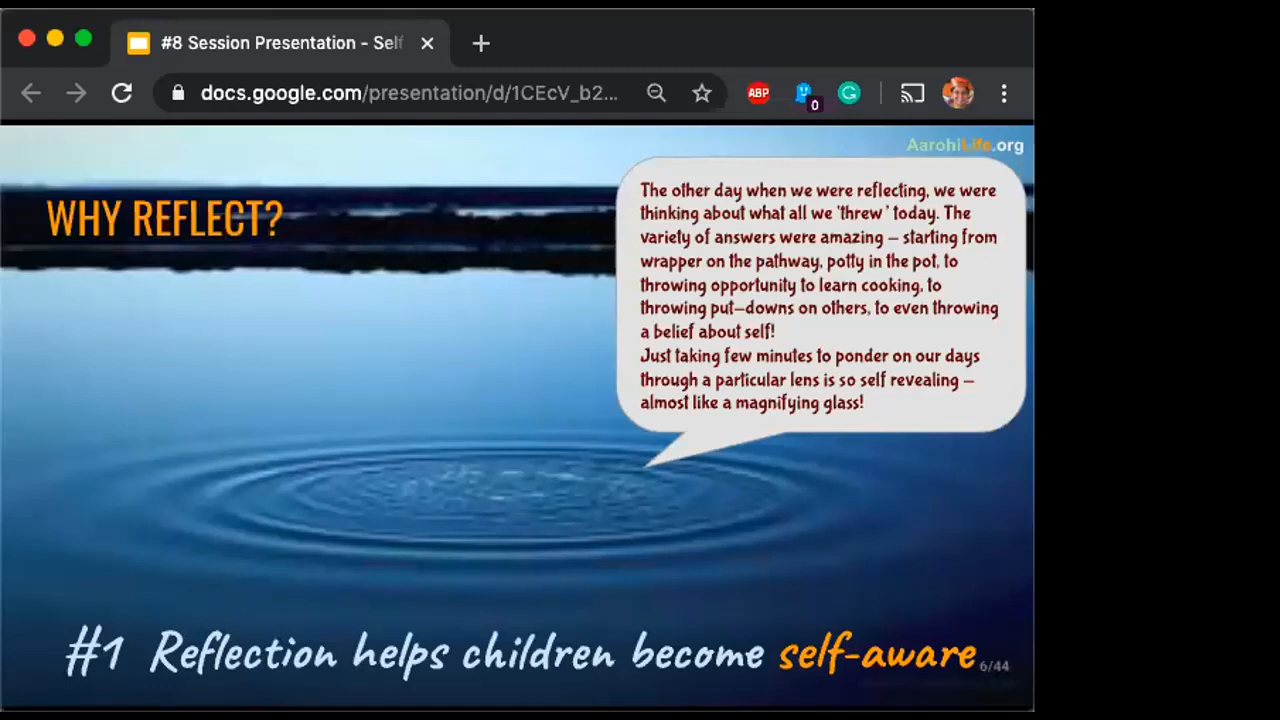 #8 Session Presentation - Self
docs.google.com/presentation/d/1CEcV_b2...
ABP
0
AarohiLife.org
WHY REFLECT?
The other day when we were reflecting, we were
thinking about what all we 'threw' today. The
variety of answers were amazing – starting from
wrapper on the pathway, potty in the pot, to
throwing opportunity to learn cooking, to
throwing put–downs on others, to even throwing
a belief about self!
Just taking few minutes to ponder on our days
through a particular lens is so self revealing –
almost like a magnifying glass!
#1 Reflection helps children become self-aware
6/44